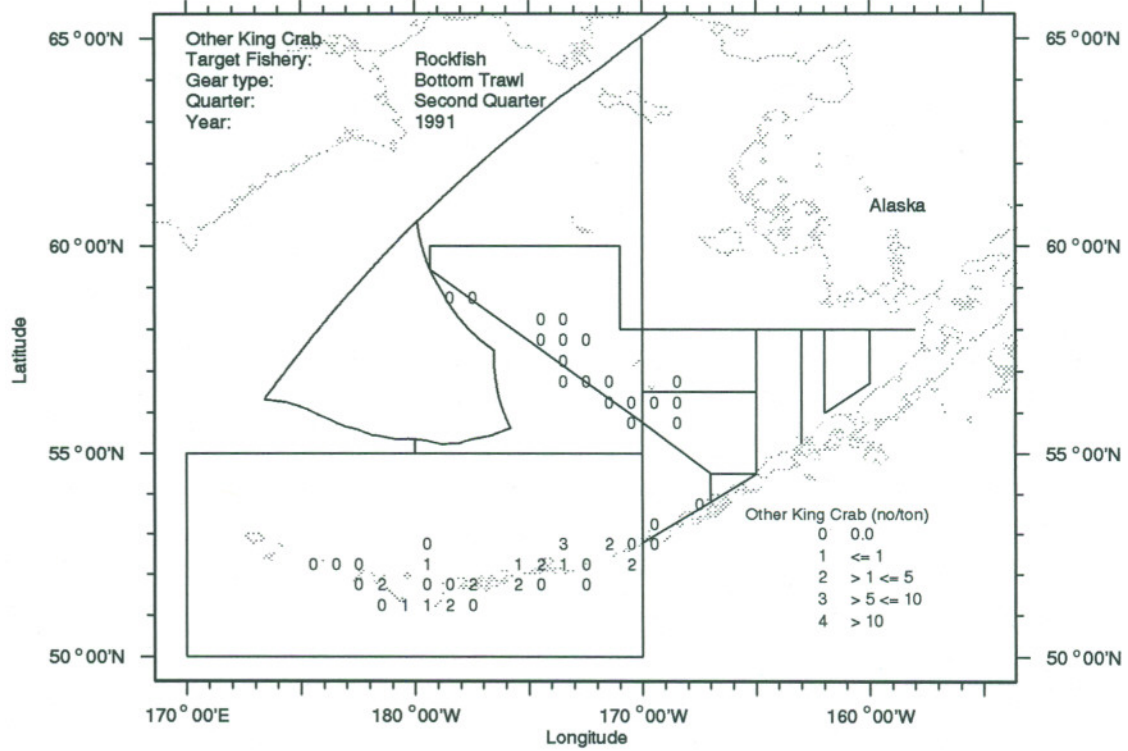 65 °00'N
65 °00'N
Other King Crab
Target Fishery: Rockfish
Gear type: Bottom Trawl
Quarter: Second Quarter
Year: 1991
Alaska
60 °00'N
60 °00'N
0 0
0 0
0 0 0
0
0 0 0 0
0 0 0 0
0 0
55 °00'N
55 °00'N
0
0
0 3 2 0 0
0 0 0 1 1 2 1 0 2
0 2 0 0 2 2 0 0
0 1 1 2 0
Other King Crab (no/ton)
0 0.0
1 <= 1
2 > 1 <= 5
3 > 5 <= 10
4 > 10
50 °00'N
50 °00'N
170 °00'E
180 °00'W
170 °00'W
160 °00'W
Latitude
Longitude